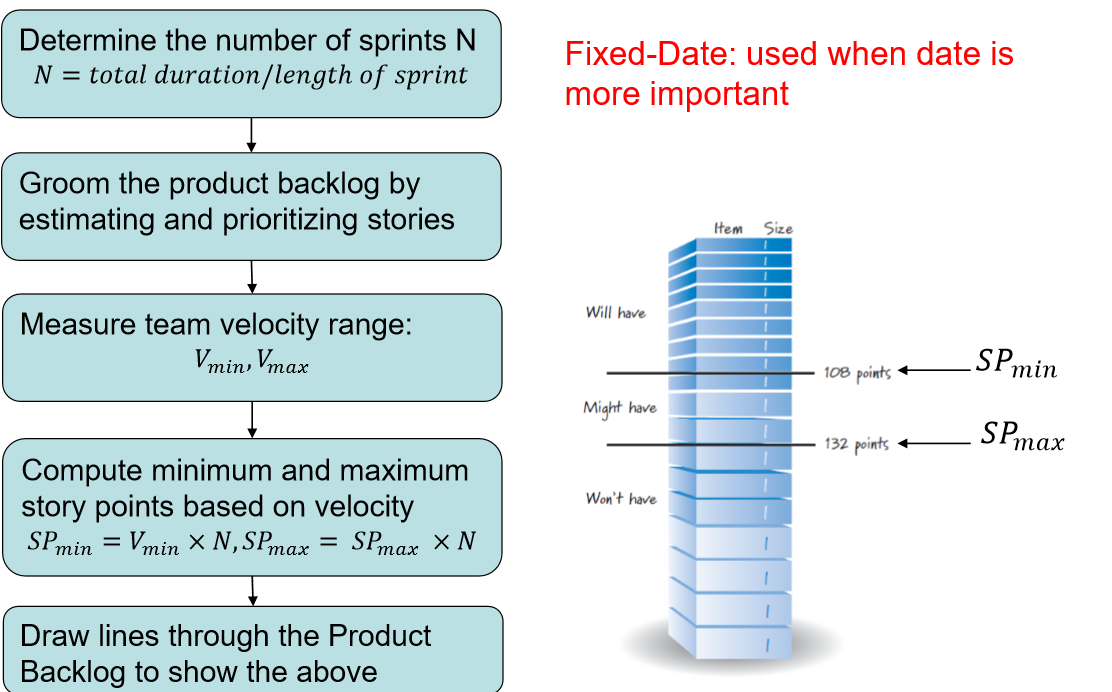 Determine the number of sprints N
N = total duration/length of sprint
Groom the product backlog by
estimating and prioritizing stories
Measure team velocity range:
V_min, V_max
Compute minimum and maximum
story points based on velocity
SP_min = V_min × N, SP_max = SP_max × N
Draw lines through the Product
Backlog to show the above
Fixed-Date: used when date is
more important
Item Size
Will have
108 points
SP_min
Might have
132 points
SP_max
Won't have